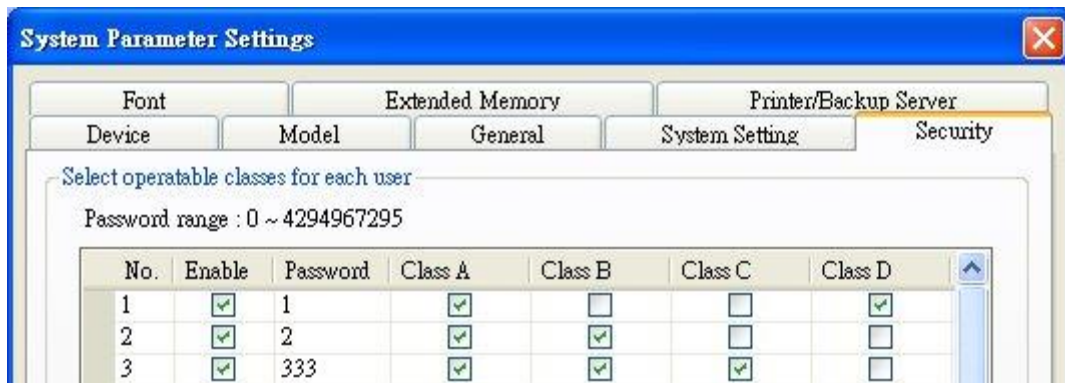 System Parameter Settings
Font Extended Memory Printer/Backup Server
Device Model General System Setting Security
Select operatable classes for each user
Password range : 0 ~ 4294967295
No. Enable Password Class A Class B Class C Class D
1 1
2 2
3 333